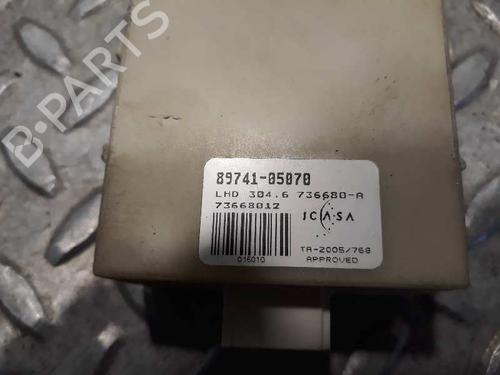 B-PARTS
89741-05070
LHD 304.6 736680-A
73668012
ICASA
TA-2005/768
APPROVED
016010